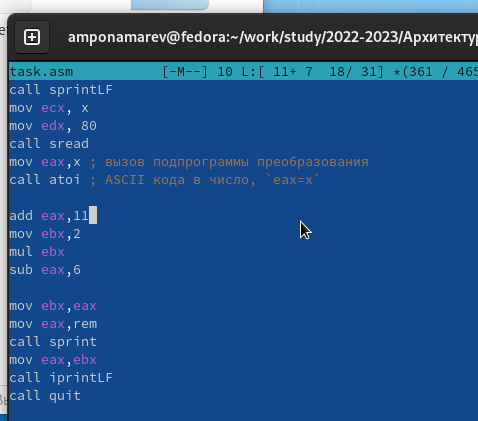 amponamarev@fedora:~/work/study/2022-2023/Архитекту
task.asm [-M--] 10 L:[ 11+ 7 18/ 31] *(361 / 465
call sprintLF
mov ecx, x
mov edx, 80
call sread
mov eax,x ; вызов подпрограммы преобразования
call atoi ; ASCII кода в число, `eax=x`
add eax,11
mov ebx,2
mul ebx
sub eax,6
mov ebx,eax
mov eax,rem
call sprint
mov eax,ebx
call iprintLF
call quit